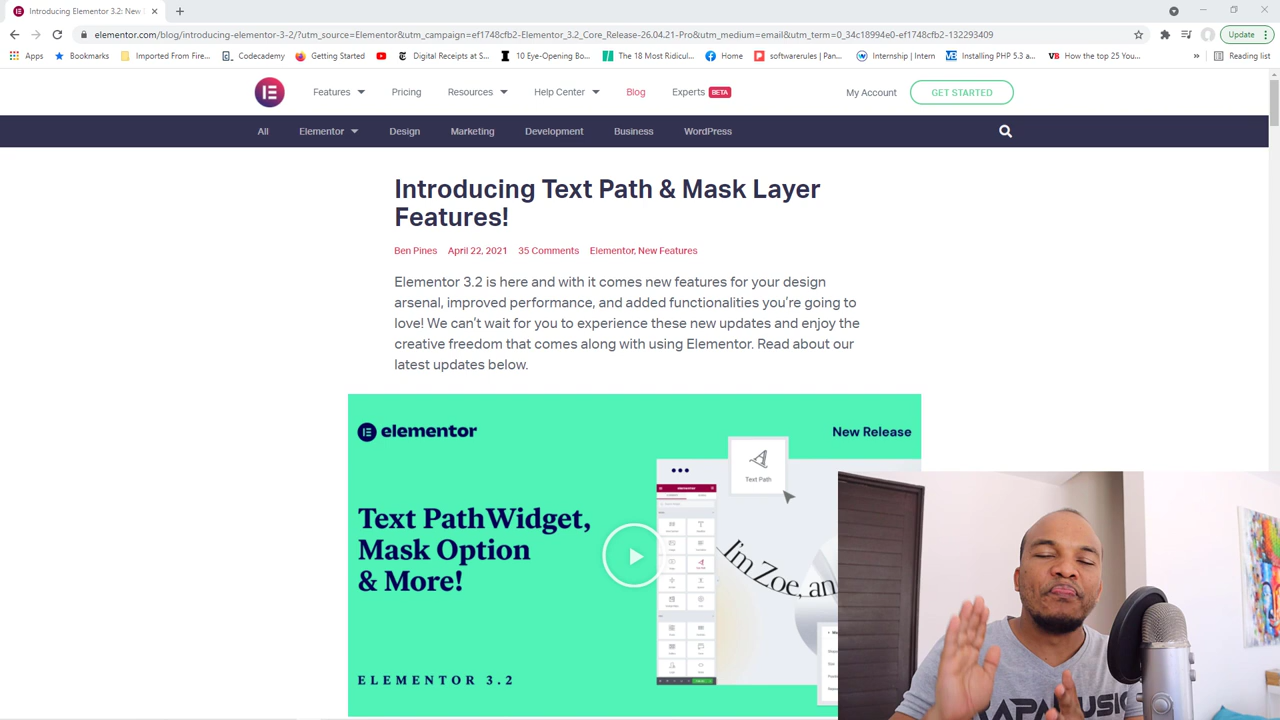 Introducing Elementor 3.2: New
elementor.com/blog/introducing-elementor-3-2/?utm_source=Elementor&utm_campaign=ef1748cfb2-Elementor_3.2_Core_Release-26.04.21-Pro&utm_medium=email&utm_term=0_34c18994e0-ef1748cfb2-132293409
Update
Apps Bookmarks Imported From Fire... Codecademy Getting Started Digital Receipts at S... 10 Eye-Opening Bo... The 18 Most Ridicul... Home softwarerules | Pan... Internship | Intern Installing PHP 5.3 a... How the top 25 You... » Reading list
Features Pricing Resources Help Center Blog Experts BETA My Account GET STARTED
All Elementor Design Marketing Development Business WordPress
Introducing Text Path & Mask Layer
Features!
Ben Pines April 22, 2021 35 Comments Elementor, New Features
Elementor 3.2 is here and with it comes new features for your design
arsenal, improved performance, and added functionalities you're going to
love! We can't wait for you to experience these new updates and enjoy the
creative freedom that comes along with using Elementor. Read about our
latest updates below.
elementor
New Release
Text Path
Text PathWidget,
Mask Option
& More!
I'm Zoe, an
ELEMENTOR 3.2